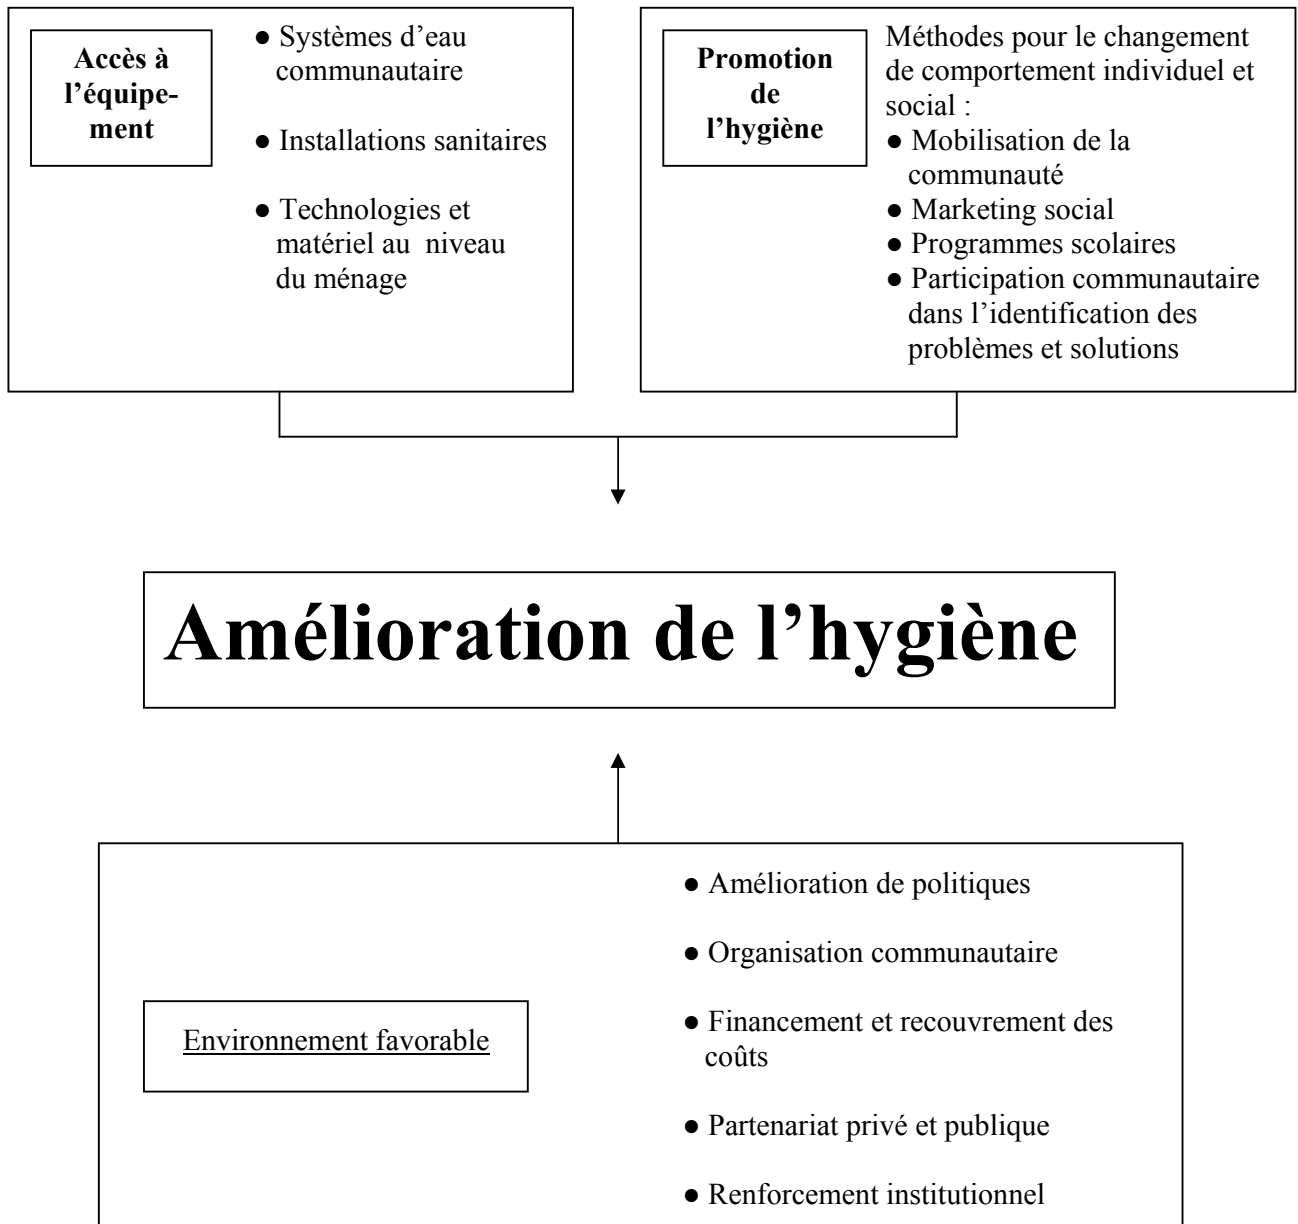 Accès à
l’équipe-
ment
● Systèmes d’eau
communautaire
● Installations sanitaires
● Technologies et
matériel au niveau
du ménage
Promotion
de
l’hygiène
Méthodes pour le changement
de comportement individuel et
social :
● Mobilisation de la
communauté
● Marketing social
● Programmes scolaires
● Participation communautaire
dans l’identification des
problèmes et solutions
Amélioration de l’hygiène
Environnement favorable
● Amélioration de politiques
● Organisation communautaire
● Financement et recouvrement des
coûts
● Partenariat privé et publique
● Renforcement institutionnel